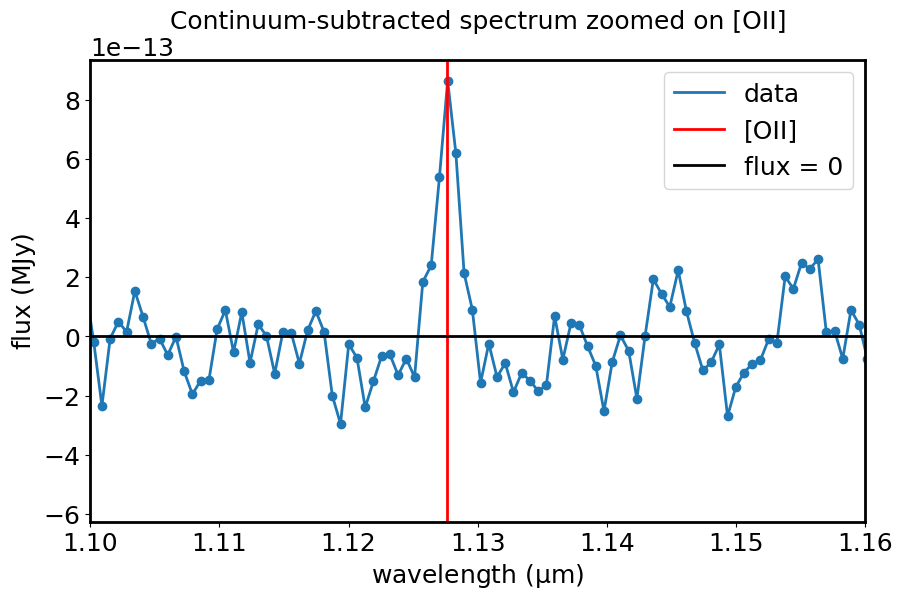 Continuum-subtracted spectrum zoomed on [OII]
1e−13
data
[OII]
flux = 0
8
6
4
2
0
−2
−4
−6
flux (MJy)
1.10 1.11 1.12 1.13 1.14 1.15 1.16
wavelength (μm)